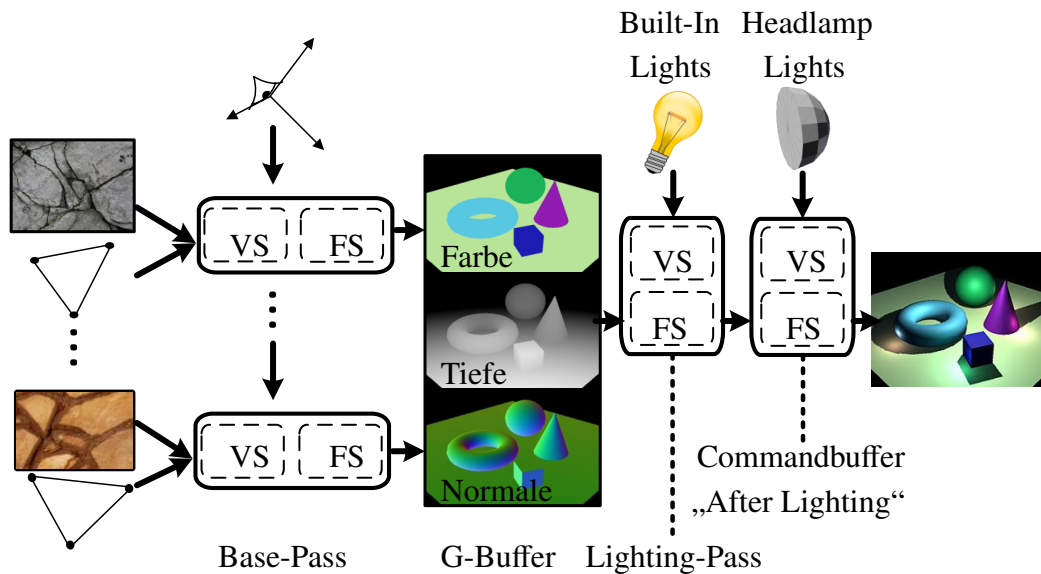 Built-In
Lights
Headlamp
Lights
VS
FS
Farbe
VS
FS
VS
FS
Tiefe
VS
FS
Normale
Commandbuffer
„After Lighting“
Base-Pass
G-Buffer
Lighting-Pass